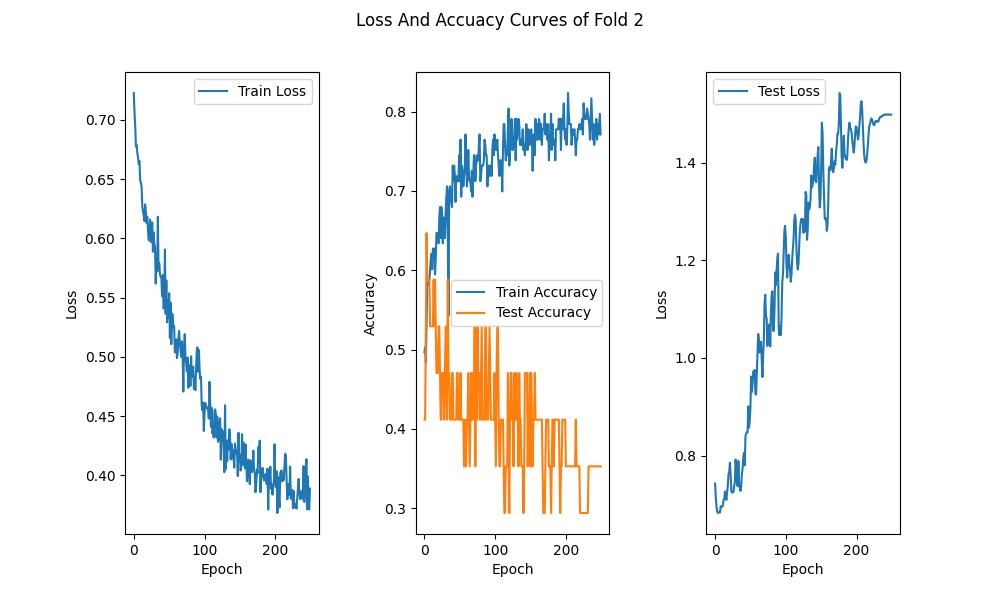 Loss And Accuacy Curves of Fold 2
Train Loss
0.70
0.65
0.60
0.55
0.50
0.45
0.40
Loss
0
100
200
Epoch
Train Accuracy
Test Accuracy
0.8
0.7
0.6
0.5
0.4
0.3
Accuracy
0
100
200
Epoch
Test Loss
1.4
1.2
1.0
0.8
Loss
0
100
200
Epoch